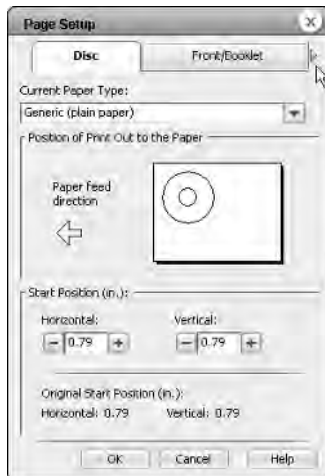 Page Setup
Disc Front/Booklet
Current Paper Type:
Generic (plain paper)
Position of Print Out to the Paper
Paper feed
direction
Start Position (in.):
Horizontal: Vertical:
0.79 0.79
Original Start Position (in.):
Horizontal: 0.79 Vertical: 0.79
OK Cancel Help